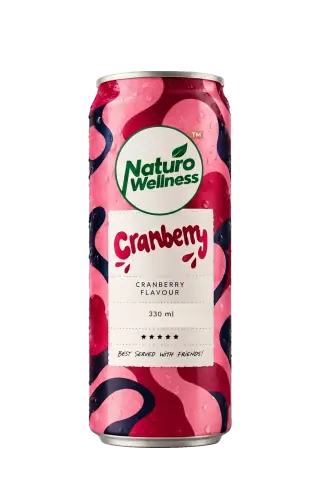 TM
Naturo
Wellness
Cranberry
CRANBERRY
FLAVOUR
330 ml
BEST SERVED WITH FRIENDS!